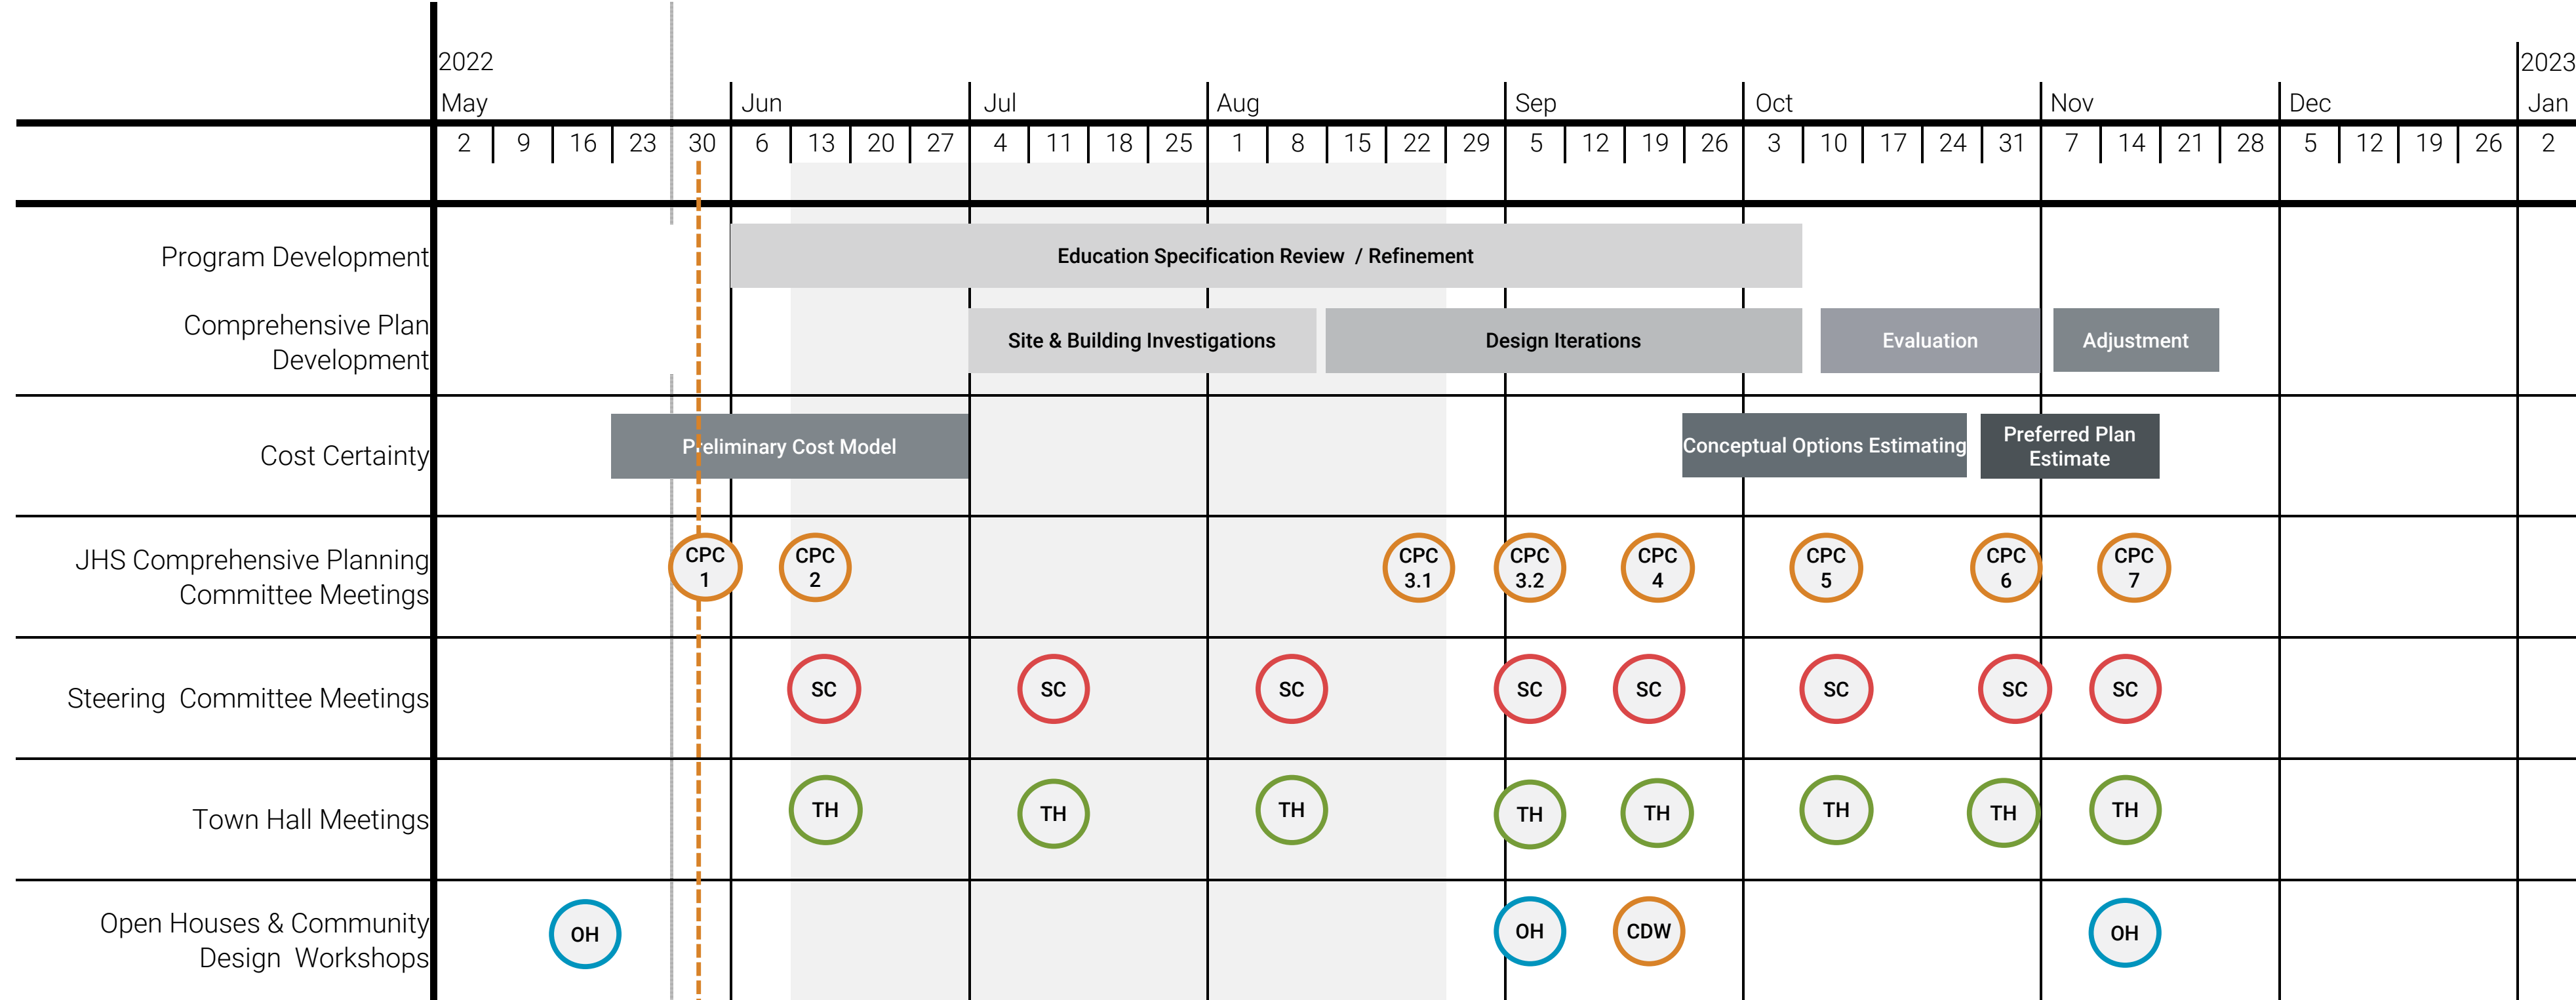 2022
2023
May
Jun
Jul
Aug
Sep
Oct
Nov
Dec
Jan
2 9 16 23 30 6 13 20 27 4 11 18 25 1 8 15 22 29 5 12 19 26 3 10 17 24 31 7 14 21 28 5 12 19 26 2
Program Development
Education Specification Review / Refinement
Comprehensive Plan
Development
Site & Building Investigations
Design Iterations
Evaluation
Adjustment
Cost Certainty
Preliminary Cost Model
Conceptual Options Estimating
Preferred Plan
Estimate
JHS Comprehensive Planning
Committee Meetings
CPC
1
CPC
2
CPC
3.1
CPC
3.2
CPC
4
CPC
5
CPC
6
CPC
7
Steering Committee Meetings
SC
SC
SC
SC
SC
SC
SC
SC
Town Hall Meetings
TH
TH
TH
TH
TH
TH
TH
TH
Open Houses & Community
Design Workshops
OH
OH
CDW
OH